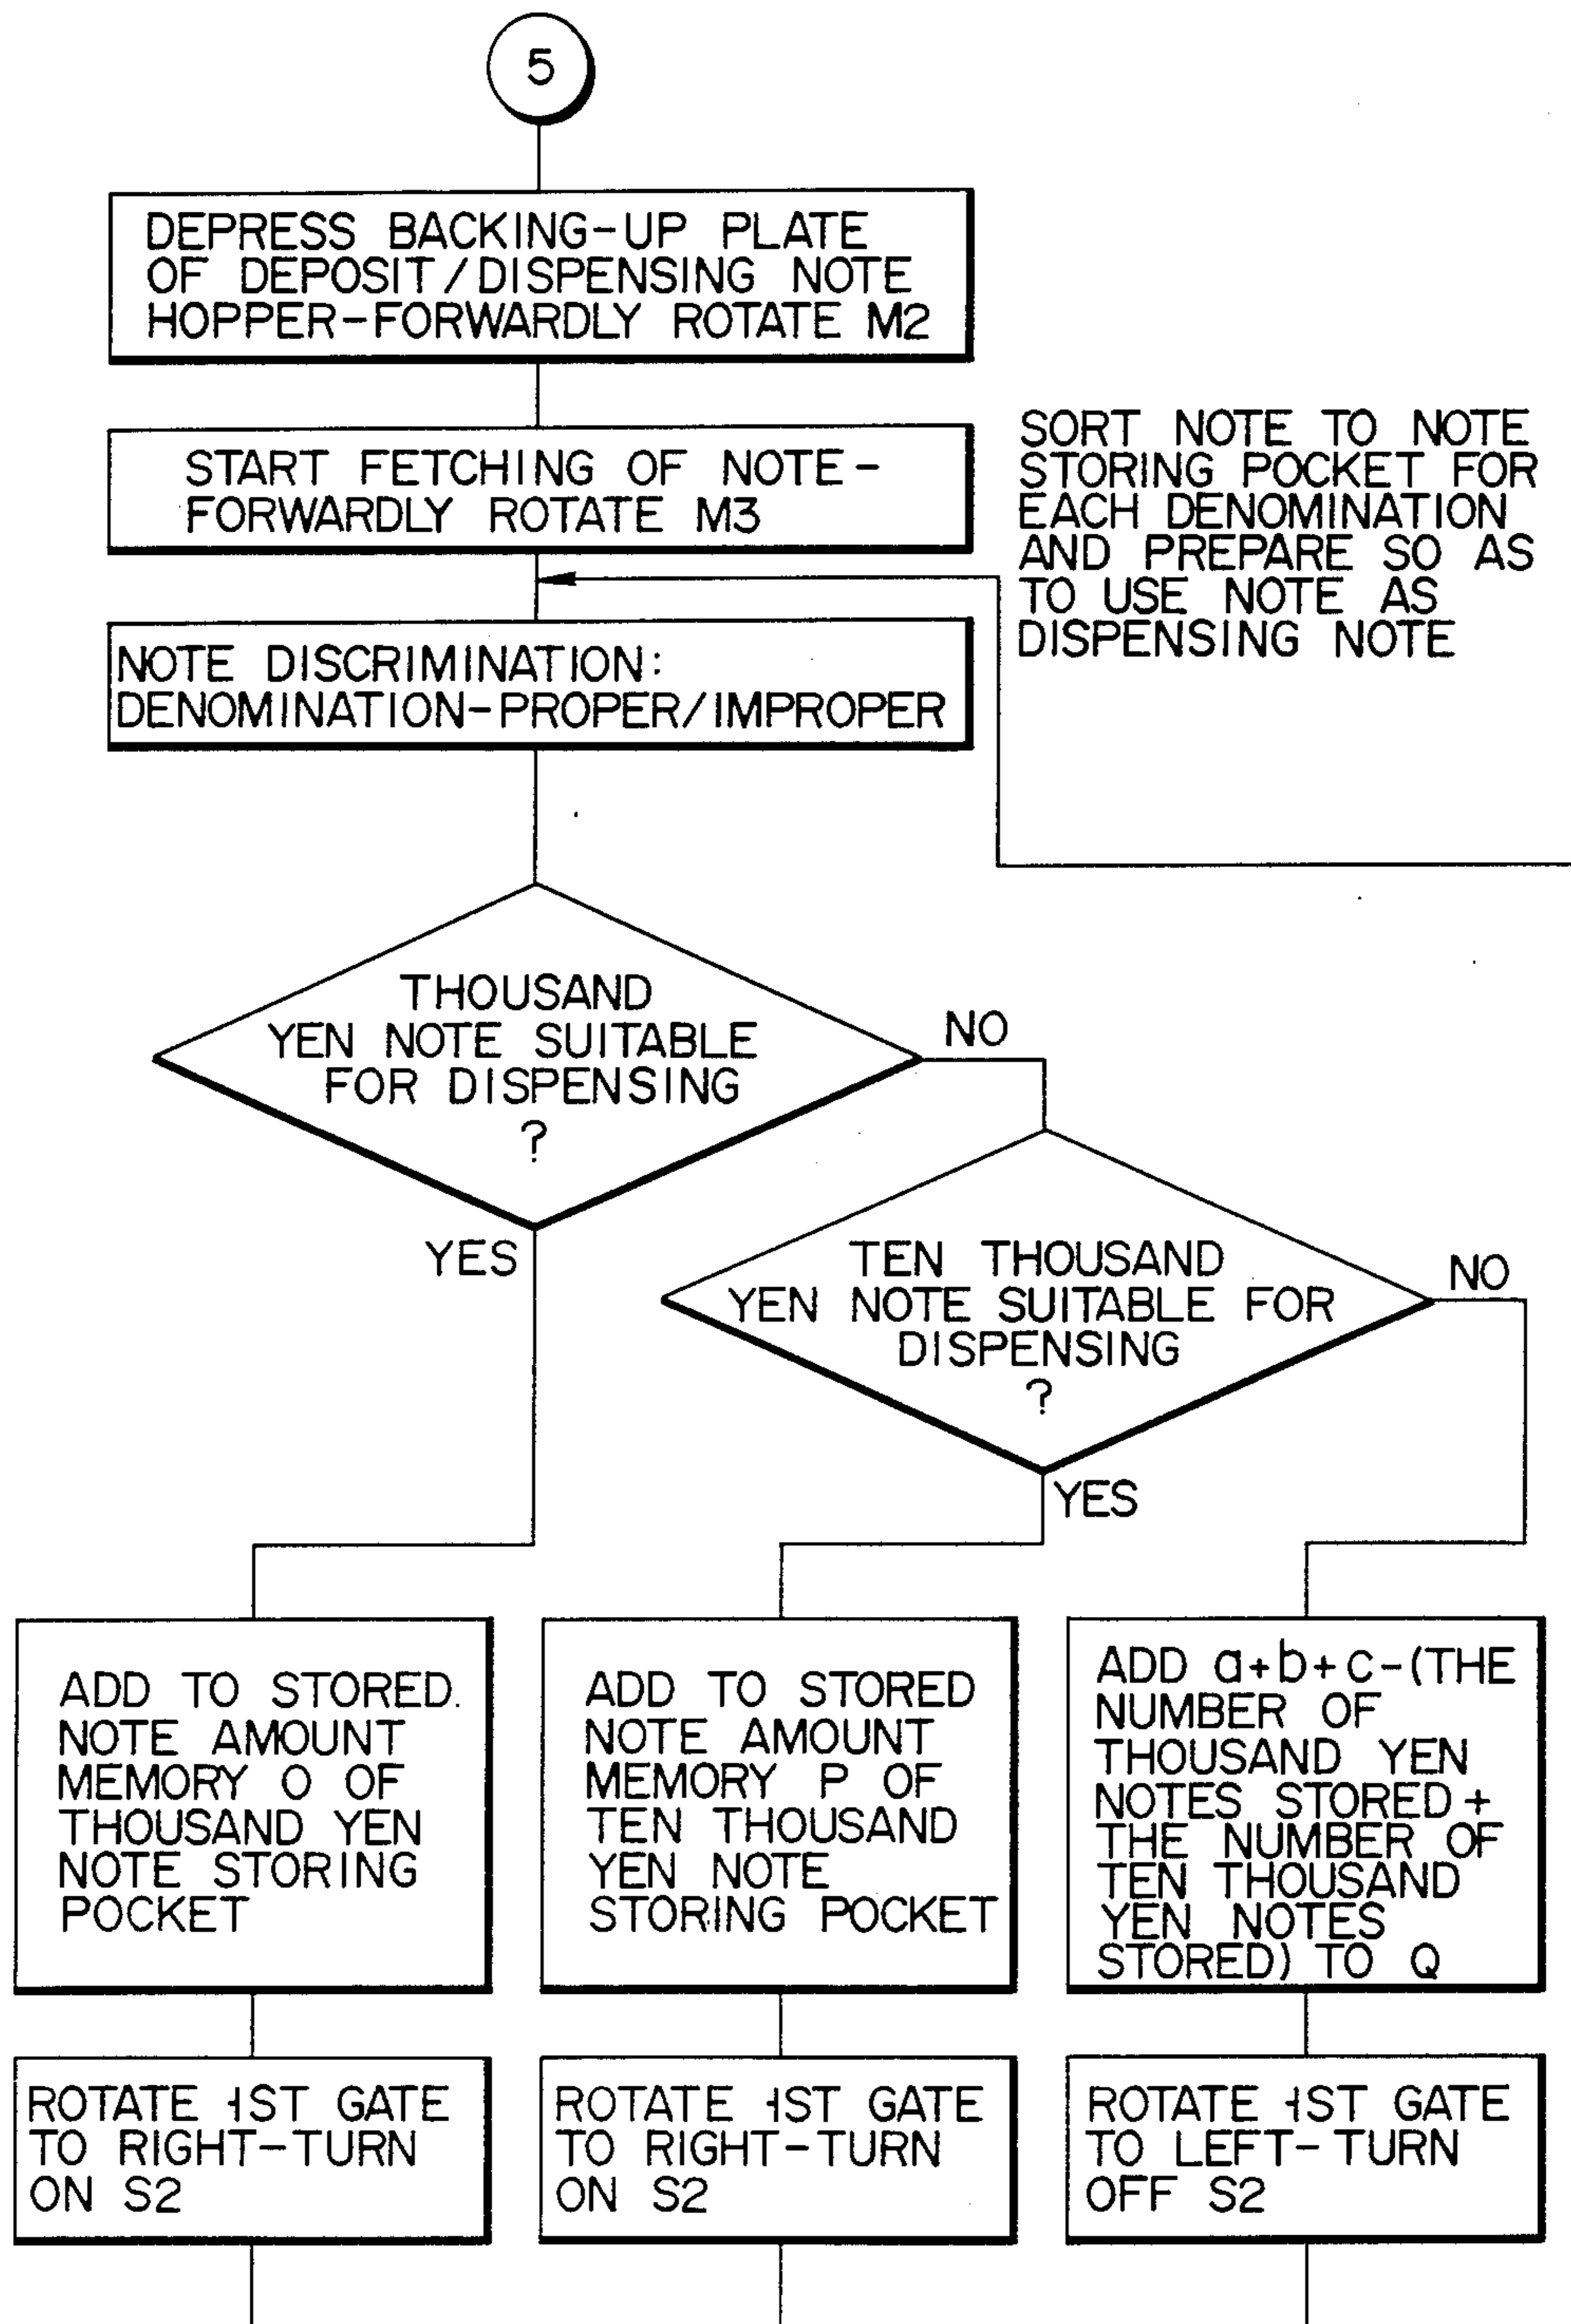 5
DEPRESS BACKING-UP PLATE
OF DEPOSIT/DISPENSING NOTE
HOPPER-FORWARDLY ROTATE M2
START FETCHING OF NOTE-
FORWARDLY ROTATE M3
SORT NOTE TO NOTE
STORING POCKET FOR
EACH DENOMINATION
AND PREPARE SO AS
TO USE NOTE AS
DISPENSING NOTE
NOTE DISCRIMINATION:
DENOMINATION-PROPER/IMPROPER
THOUSAND
YEN NOTE SUITABLE
FOR DISPENSING
?
NO
YES
TEN THOUSAND
YEN NOTE SUITABLE FOR
DISPENSING
?
NO
YES
ADD TO STORED
NOTE AMOUNT
MEMORY O OF
THOUSAND YEN
NOTE STORING
POCKET
ADD TO STORED
NOTE AMOUNT
MEMORY P OF
TEN THOUSAND
YEN NOTE
STORING POCKET
ADD a+b+c-(THE
NUMBER OF
THOUSAND YEN
NOTES STORED+
THE NUMBER OF
TEN THOUSAND
YEN NOTES
STORED) TO Q
ROTATE 1ST GATE
TO RIGHT-TURN
ON S2
ROTATE 1ST GATE
TO RIGHT-TURN
ON S2
ROTATE 1ST GATE
TO LEFT-TURN
OFF S2